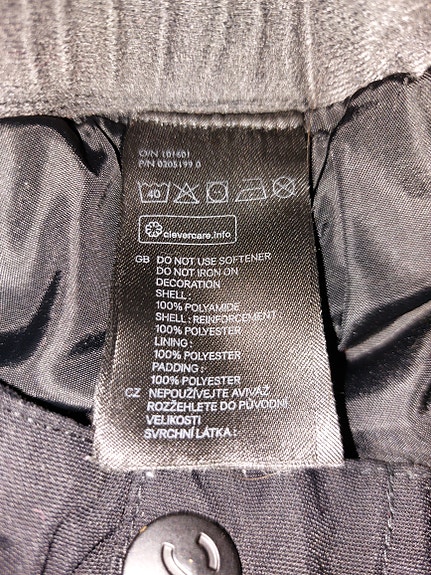 O/N 101601
P/N 0205199 0
40
clevercare.info
GB DO NOT USE SOFTENER
DO NOT IRON ON
DECORATION
SHELL :
100% POLYAMIDE
SHELL : REINFORCEMENT
100% POLYESTER
LINING :
100% POLYESTER
PADDING :
100% POLYESTER
CZ NEPOUŽÍVEJTE AVIVÁŽ
ROZŽEHLETE DO PŮVODNÍ
VELIKOSTI
SVRCHNÍ LÁTKA :